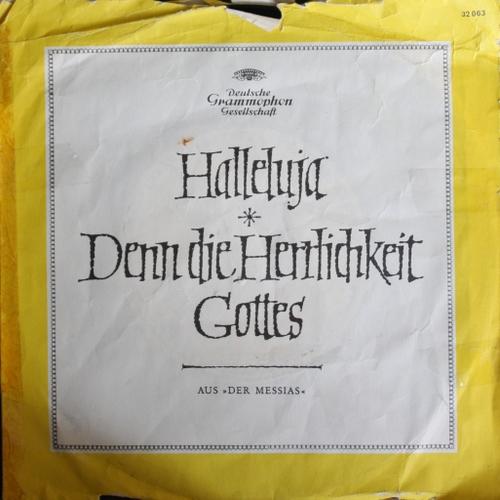 32 063
Deutsche
Grammophon
Gesellschaft
Halleluja
*
Denn die Herrlichkeit
Gottes
AUS »DER MESSIAS«